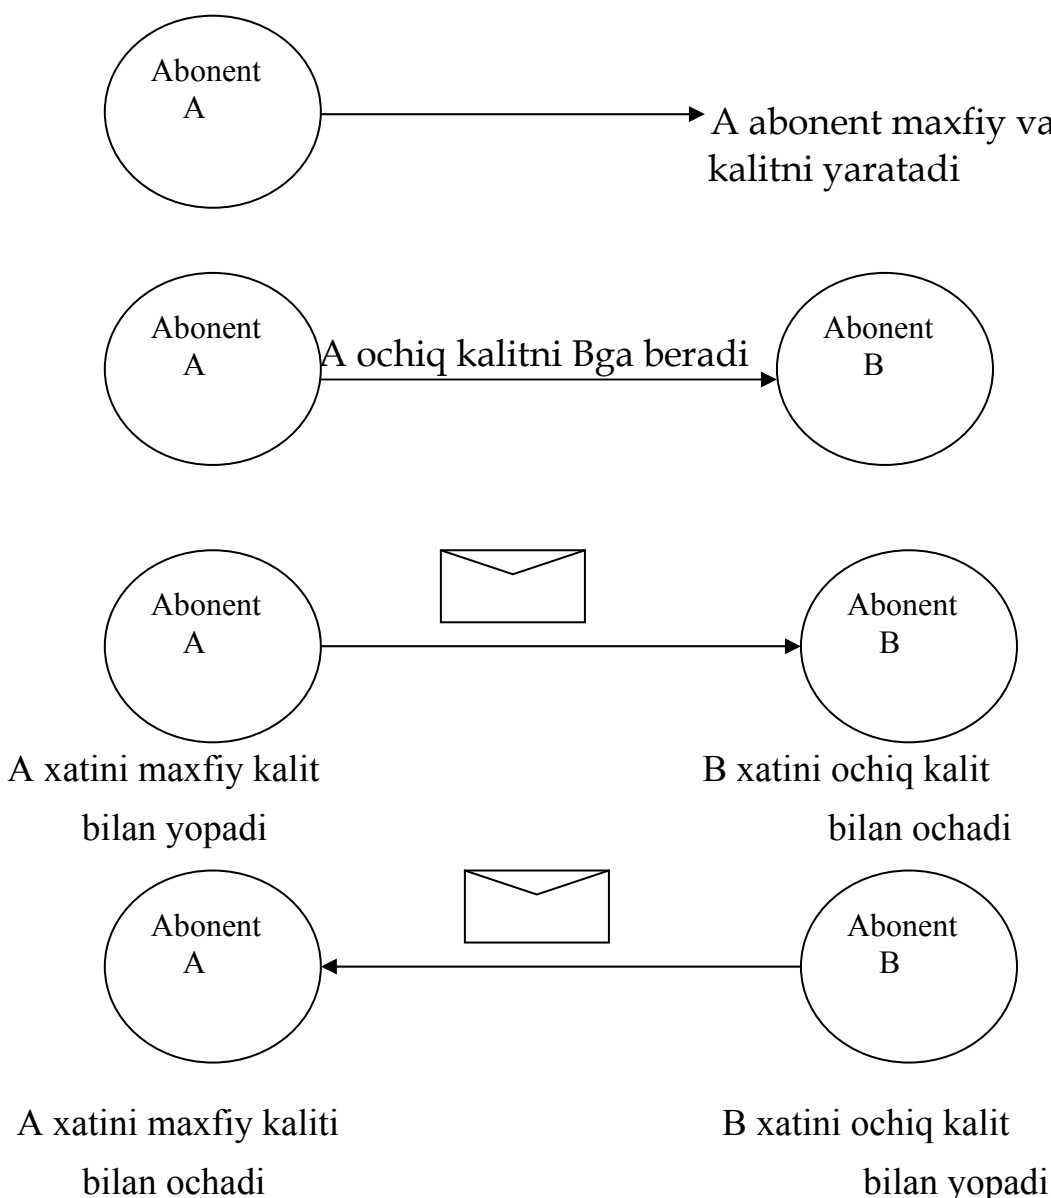 Abonent
A
A abonent maxfiy va
kalitni yaratadi
Abonent
A
A ochiq kalitni Bga beradi
Abonent
B
Abonent
A
Abonent
B
A xatini maxfiy kalit
bilan yopadi
B xatini ochiq kalit
bilan ochadi
Abonent
A
Abonent
B
A xatini maxfiy kaliti
bilan ochadi
B xatini ochiq kalit
bilan yopadi